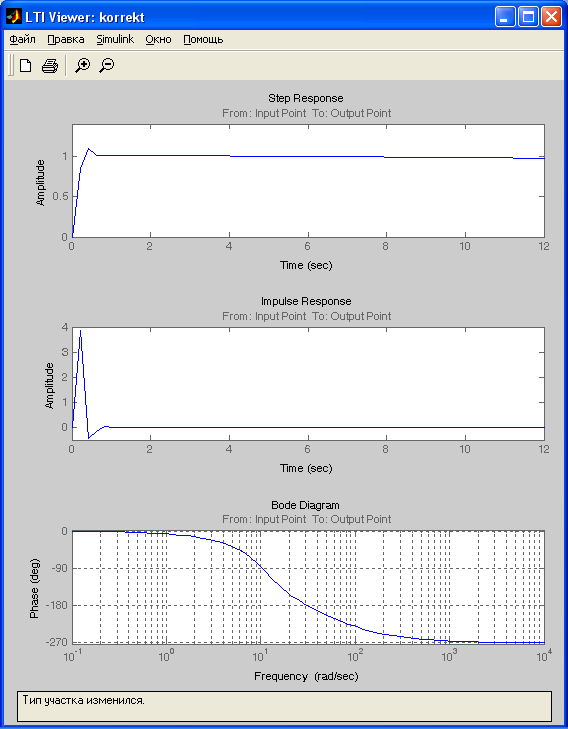 LTI Viewer: korrekt
Файл Правка Simulink Окно Помощь
Step Response
From: Input Point To: Output Point
Amplitude
1
0.5
0
0 2 4 6 8 10 12
Time (sec)
Impulse Response
From: Input Point To: Output Point
Amplitude
4
3
2
1
0
0 2 4 6 8 10 12
Time (sec)
Bode Diagram
From: Input Point To: Output Point
Phase (deg)
0
-90
-180
-270
10^-1 10^0 10^1 10^2 10^3 10^4
Frequency (rad/sec)
Тип участка изменился.